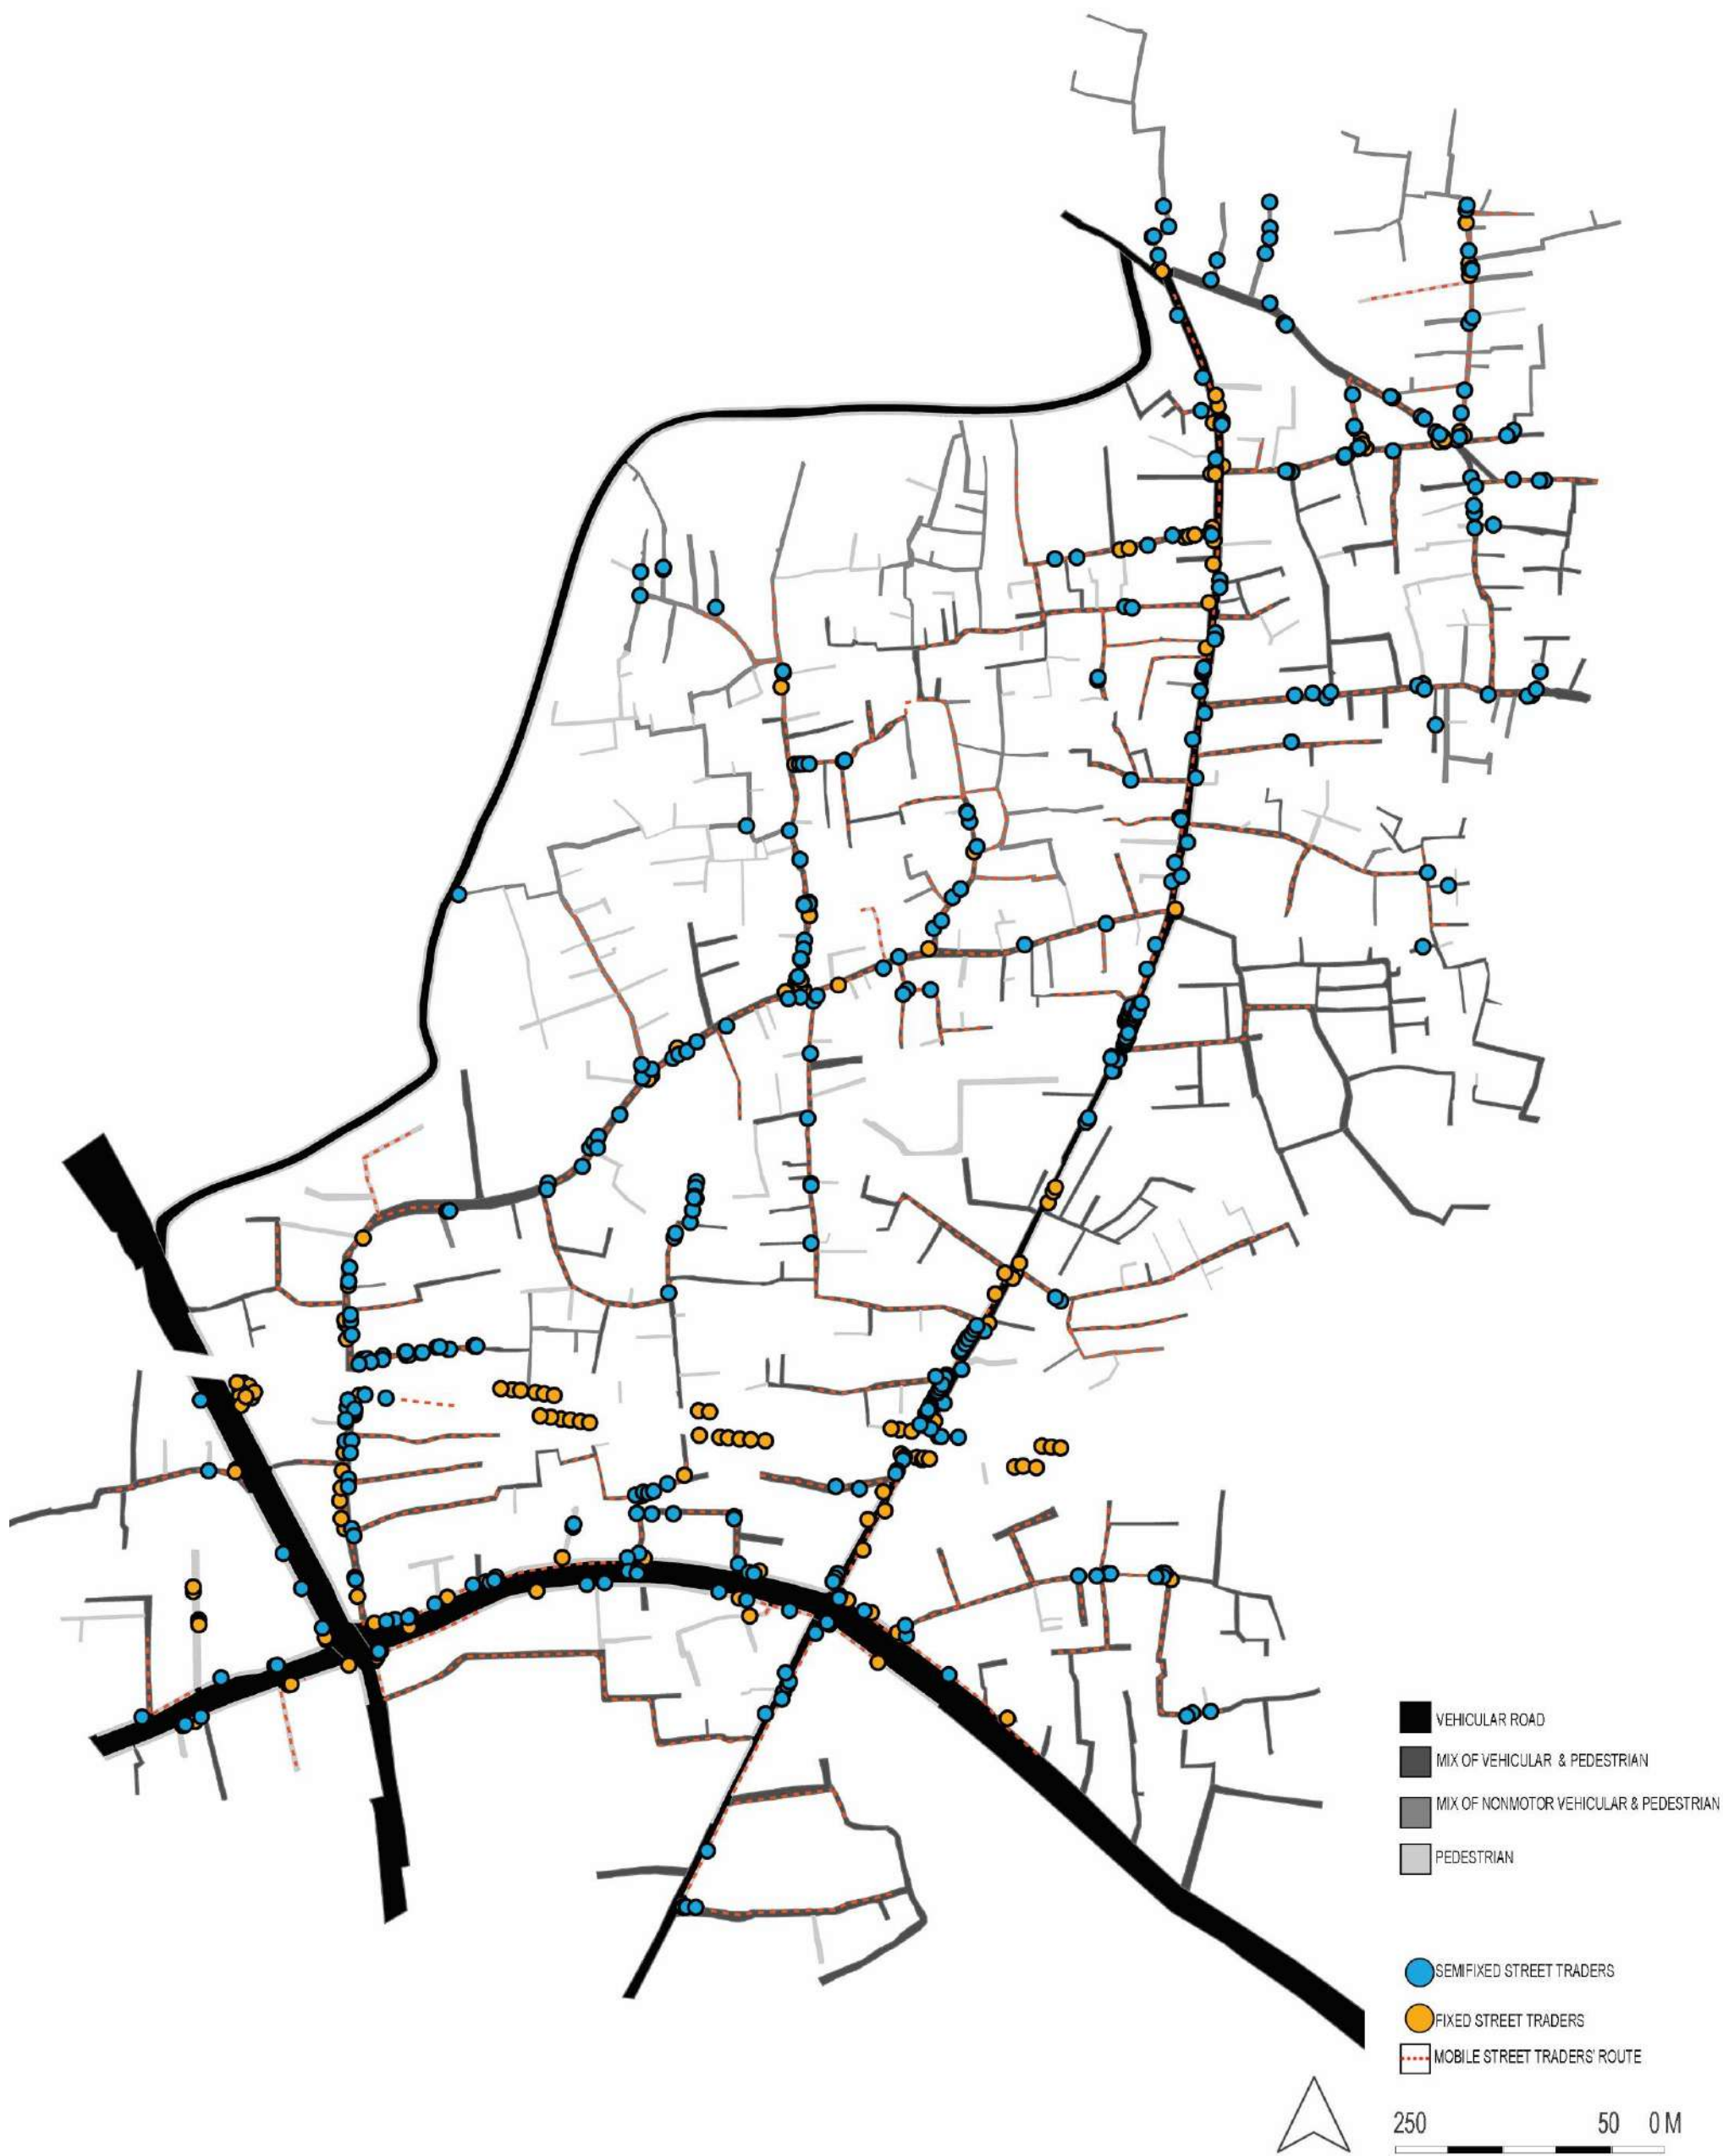 VEHICULAR ROAD
MIX OF VEHICULAR & PEDESTRIAN
MIX OF NONMOTOR VEHICULAR & PEDESTRIAN
PEDESTRIAN
SEMIFIXED STREET TRADERS
FIXED STREET TRADERS
MOBILE STREET TRADERS' ROUTE
250 50 0 M